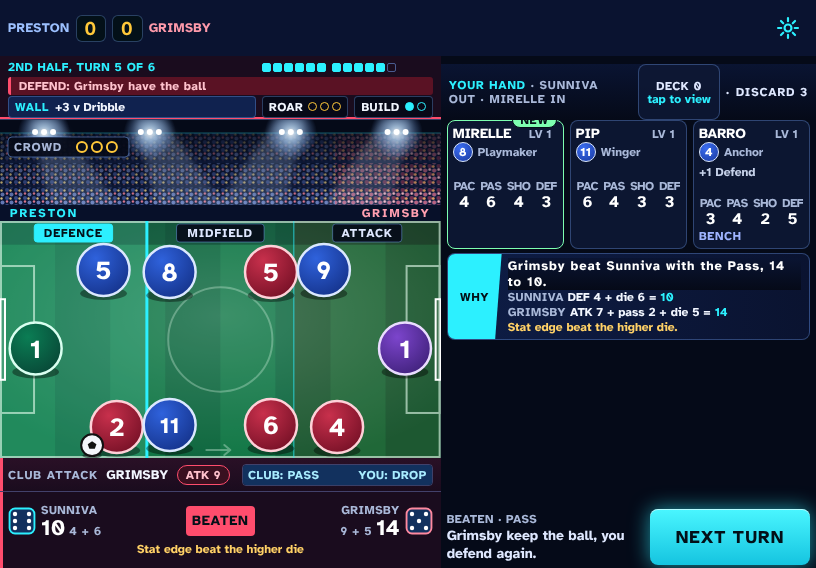 PRESTON 0 0 GRIMSBY
2ND HALF, TURN 5 OF 6
DEFEND: Grimsby have the ball
WALL +3 v Dribble
ROAR
BUILD
CROWD
PRESTON
GRIMSBY
DEFENCE
MIDFIELD
ATTACK
5 8 5 9
1 1
2 11 6 4
CLUB ATTACK GRIMSBY ATK 9
CLUB: PASS YOU: DROP
SUNNIVA
10 4 + 6
BEATEN
GRIMSBY
9 + 5 14
Stat edge beat the higher die
YOUR HAND · SUNNIVA
OUT · MIRELLE IN
DECK 0
tap to view
· DISCARD 3
NEW
MIRELLE LV 1
8 Playmaker
PAC PAS SHO DEF
4 6 4 3
PIP LV 1
11 Winger
PAC PAS SHO DEF
6 4 3 3
BARRO LV 1
4 Anchor
+1 Defend
PAC PAS SHO DEF
3 4 2 5
BENCH
WHY
Grimsby beat Sunniva with the Pass, 14
to 10.
SUNNIVA DEF 4 + die 6 = 10
GRIMSBY ATK 7 + pass 2 + die 5 = 14
Stat edge beat the higher die.
BEATEN · PASS
Grimsby keep the ball, you
defend again.
NEXT TURN